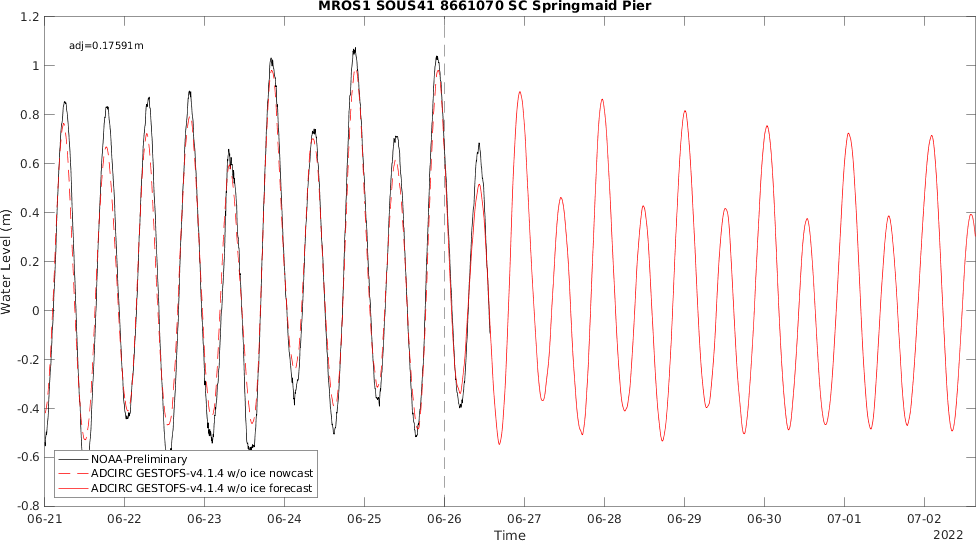 MROS1 SOUS41 8661070 SC Springmaid Pier
adj=0.17591m
1.2
1
0.8
0.6
0.4
0.2
0
-0.2
-0.4
-0.6
-0.8
Water Level (m)
NOAA-Preliminary
ADCIRC GESTOFS-v4.1.4 w/o ice nowcast
ADCIRC GESTOFS-v4.1.4 w/o ice forecast
06-21 06-22 06-23 06-24 06-25 06-26 06-27 06-28 06-29 06-30 07-01 07-02
Time
2022